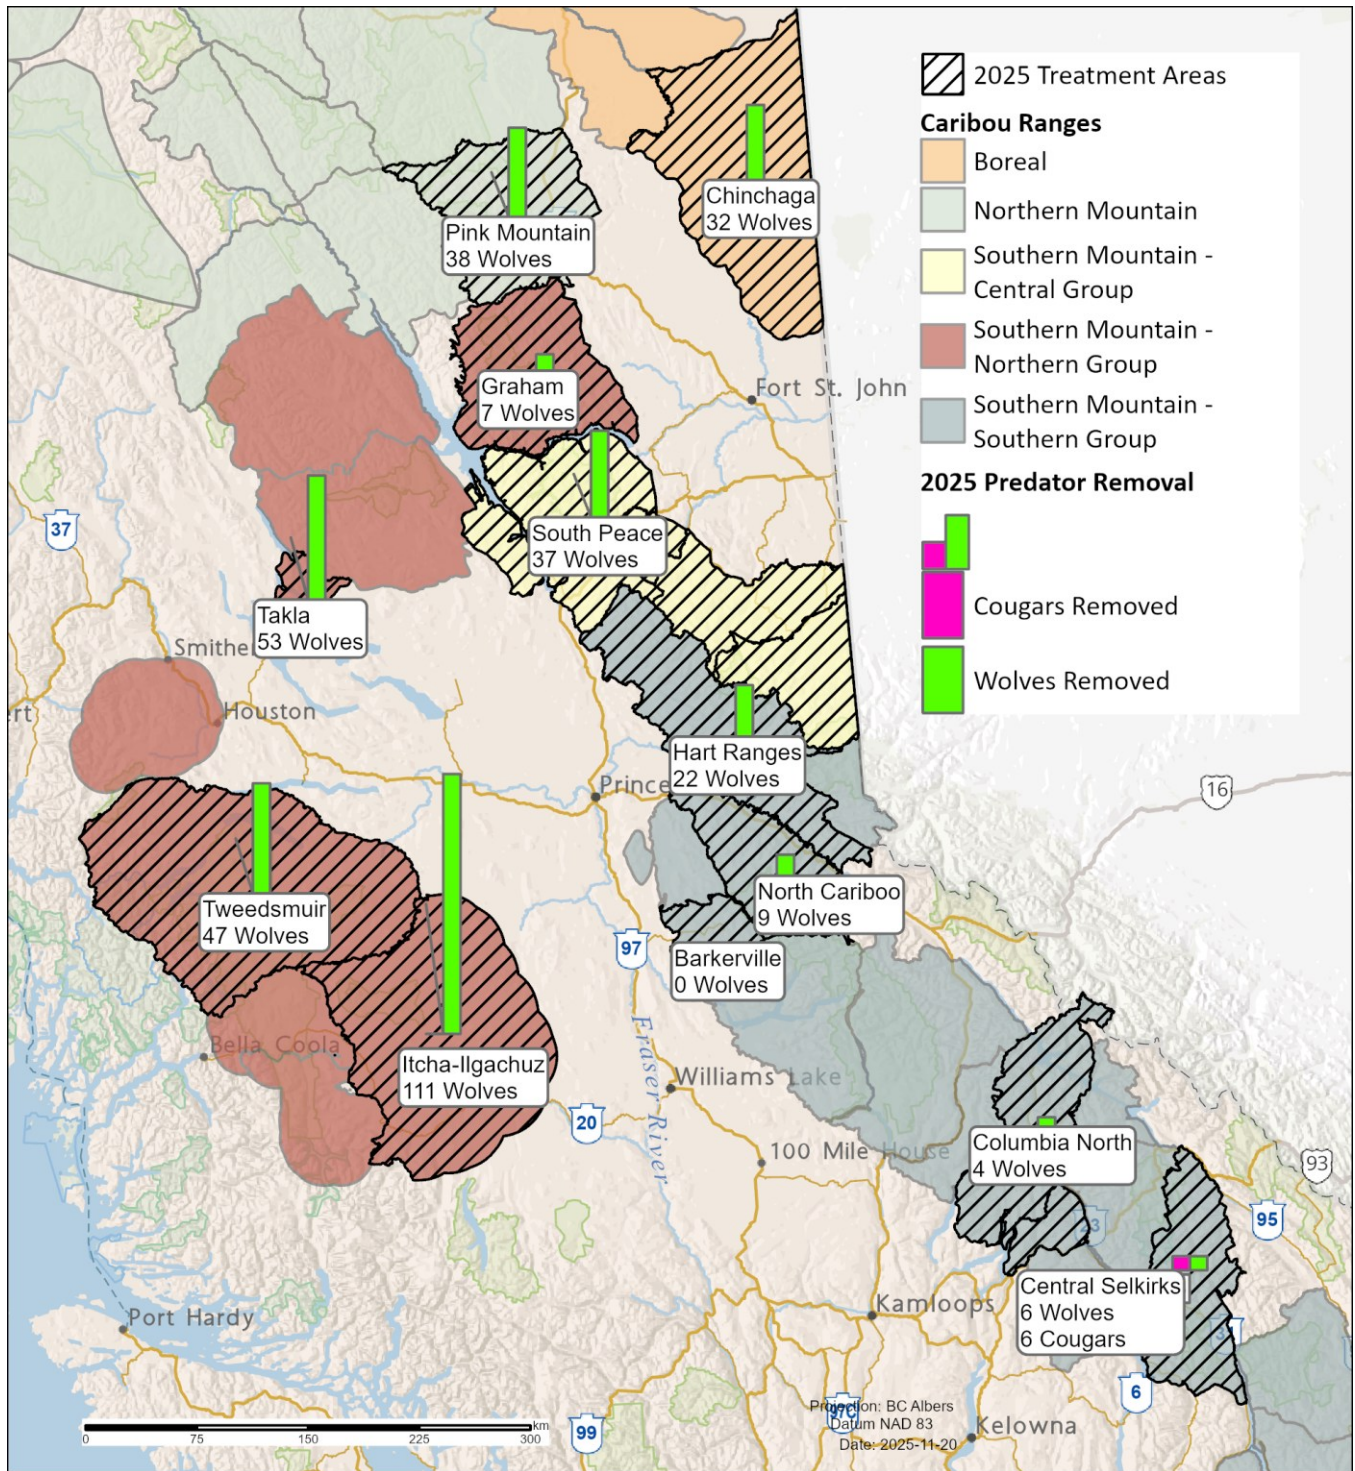 2025 Treatment Areas
Caribou Ranges
Boreal
Northern Mountain
Southern Mountain -
Central Group
Southern Mountain -
Northern Group
Southern Mountain -
Southern Group
2025 Predator Removal
Cougars Removed
Wolves Removed
Chinchaga
32 Wolves
Pink Mountain
38 Wolves
Graham
7 Wolves
Fort St. John
37
South Peace
37 Wolves
Takla
53 Wolves
Smithe
ert
Houston
Hart Ranges
22 Wolves
Prince
16
North Cariboo
9 Wolves
Tweedsmuir
47 Wolves
97
Barkerville
0 Wolves
Fraser River
Bella Coola
Itcha-Ilgachuz
111 Wolves
Williams Lake
20
100 Mile House
Columbia North
4 Wolves
93
23
95
Central Selkirks
6 Wolves
6 Cougars
Kamloops
Port Hardy
3
6
97C
Projection: BC Albers
Datum NAD 83
Date: 2025-11-20
Kelowna
99
km
0 75 150 225 300